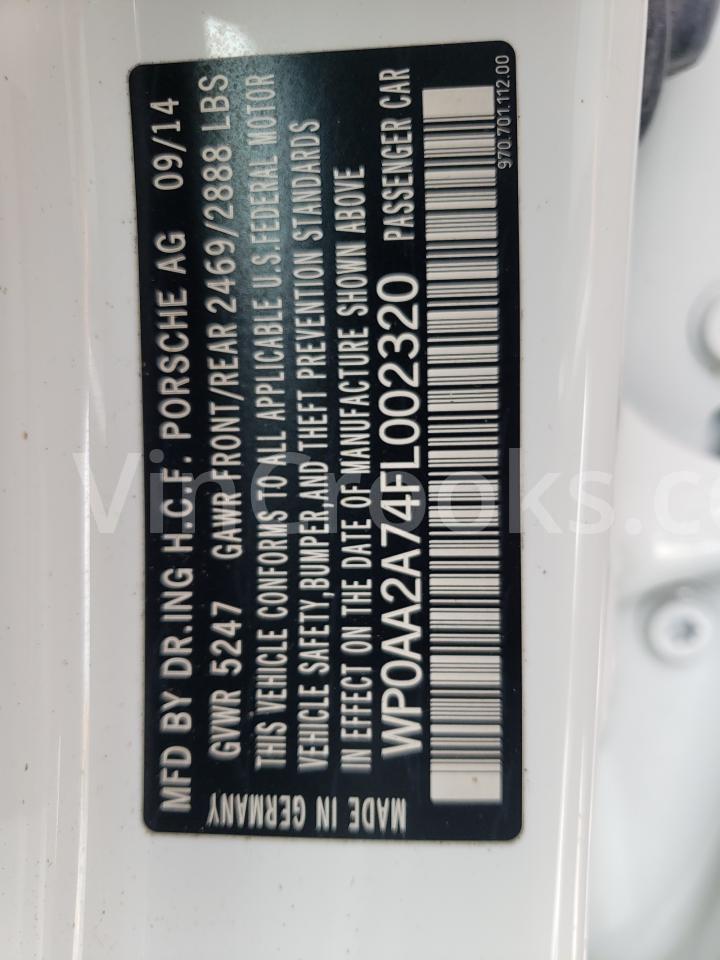 MFD BY DR.ING H.C.F. PORSCHE AG 09/14
GVWR 5247 GAWR FRONT/REAR 2469/2888 LBS
THIS VEHICLE CONFORMS TO ALL APPLICABLE U.S.FEDERAL MOTOR
VEHICLE SAFETY,BUMPER,AND THEFT PREVENTION STANDARDS
IN EFFECT ON THE DATE OF MANUFACTURE SHOWN ABOVE
WP0AA2A74FL002320 PASSENGER CAR
MADE IN GERMANY
970.701.112.00
VinCrooks.co